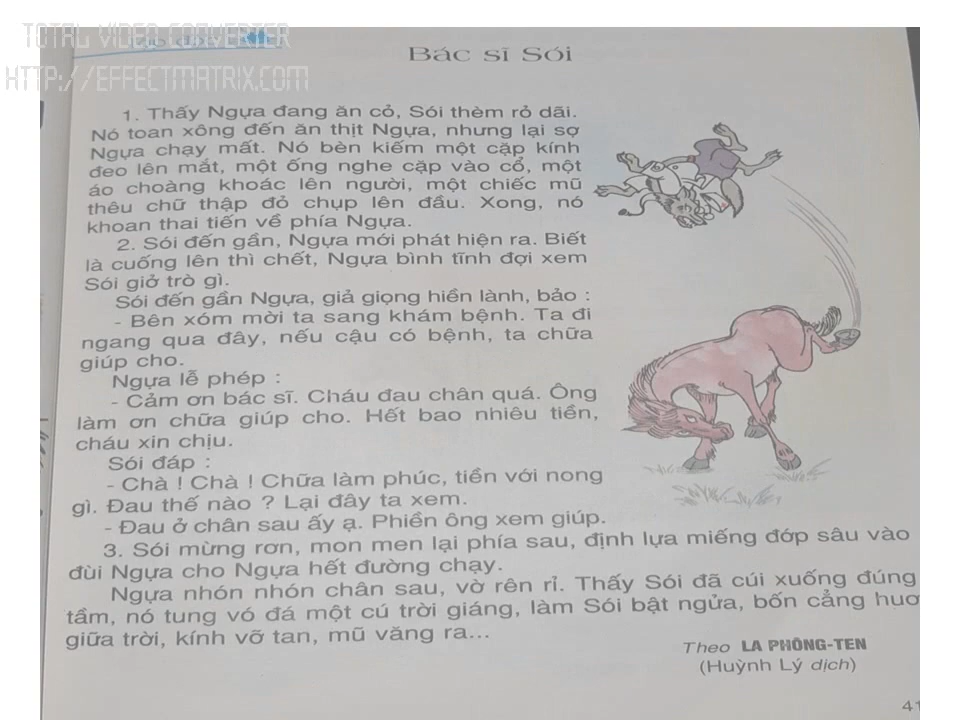 TOTAL VIDEO CONVERTER
HTTP://EFFECTMATRIX.COM
Bác sĩ Sói
1. Thấy Ngựa đang ăn cỏ, Sói thèm rỏ dãi.
Nó toan xông đến ăn thịt Ngựa, nhưng lại sợ
Ngựa chạy mất. Nó bèn kiếm một cặp kính
đeo lên mắt, một ống nghe cặp vào cổ, một
áo choàng khoác lên người, một chiếc mũ
thêu chữ thập đỏ chụp lên đầu. Xong, nó
khoan thai tiến về phía Ngựa.
2. Sói đến gần, Ngựa mới phát hiện ra. Biết
là cuống lên thì chết, Ngựa bình tĩnh đợi xem
Sói giở trò gì.
Sói đến gần Ngựa, giả giọng hiền lành, bảo :
- Bên xóm mời ta sang khám bệnh. Ta đi
ngang qua đây, nếu cậu có bệnh, ta chữa
giúp cho.
Ngựa lễ phép :
- Cảm ơn bác sĩ. Cháu đau chân quá. Ông
làm ơn chữa giúp cho. Hết bao nhiêu tiền,
cháu xin chịu.
Sói đáp :
- Chà ! Chà ! Chữa làm phúc, tiền với nong
gì. Đau thế nào ? Lại đây ta xem.
- Đau ở chân sau ấy ạ. Phiền ông xem giúp.
3. Sói mừng rơn, mon men lại phía sau, định lựa miếng đớp sâu vào
đùi Ngựa cho Ngựa hết đường chạy.
Ngựa nhón nhón chân sau, vờ rên rỉ. Thấy Sói đã cúi xuống đúng
tầm, nó tung vó đá một cú trời giáng, làm Sói bật ngửa, bốn cẳng huơ
giữa trời, kính vỡ tan, mũ văng ra...
Theo LA PHÔNG-TEN
(Huỳnh Lý dịch)
41